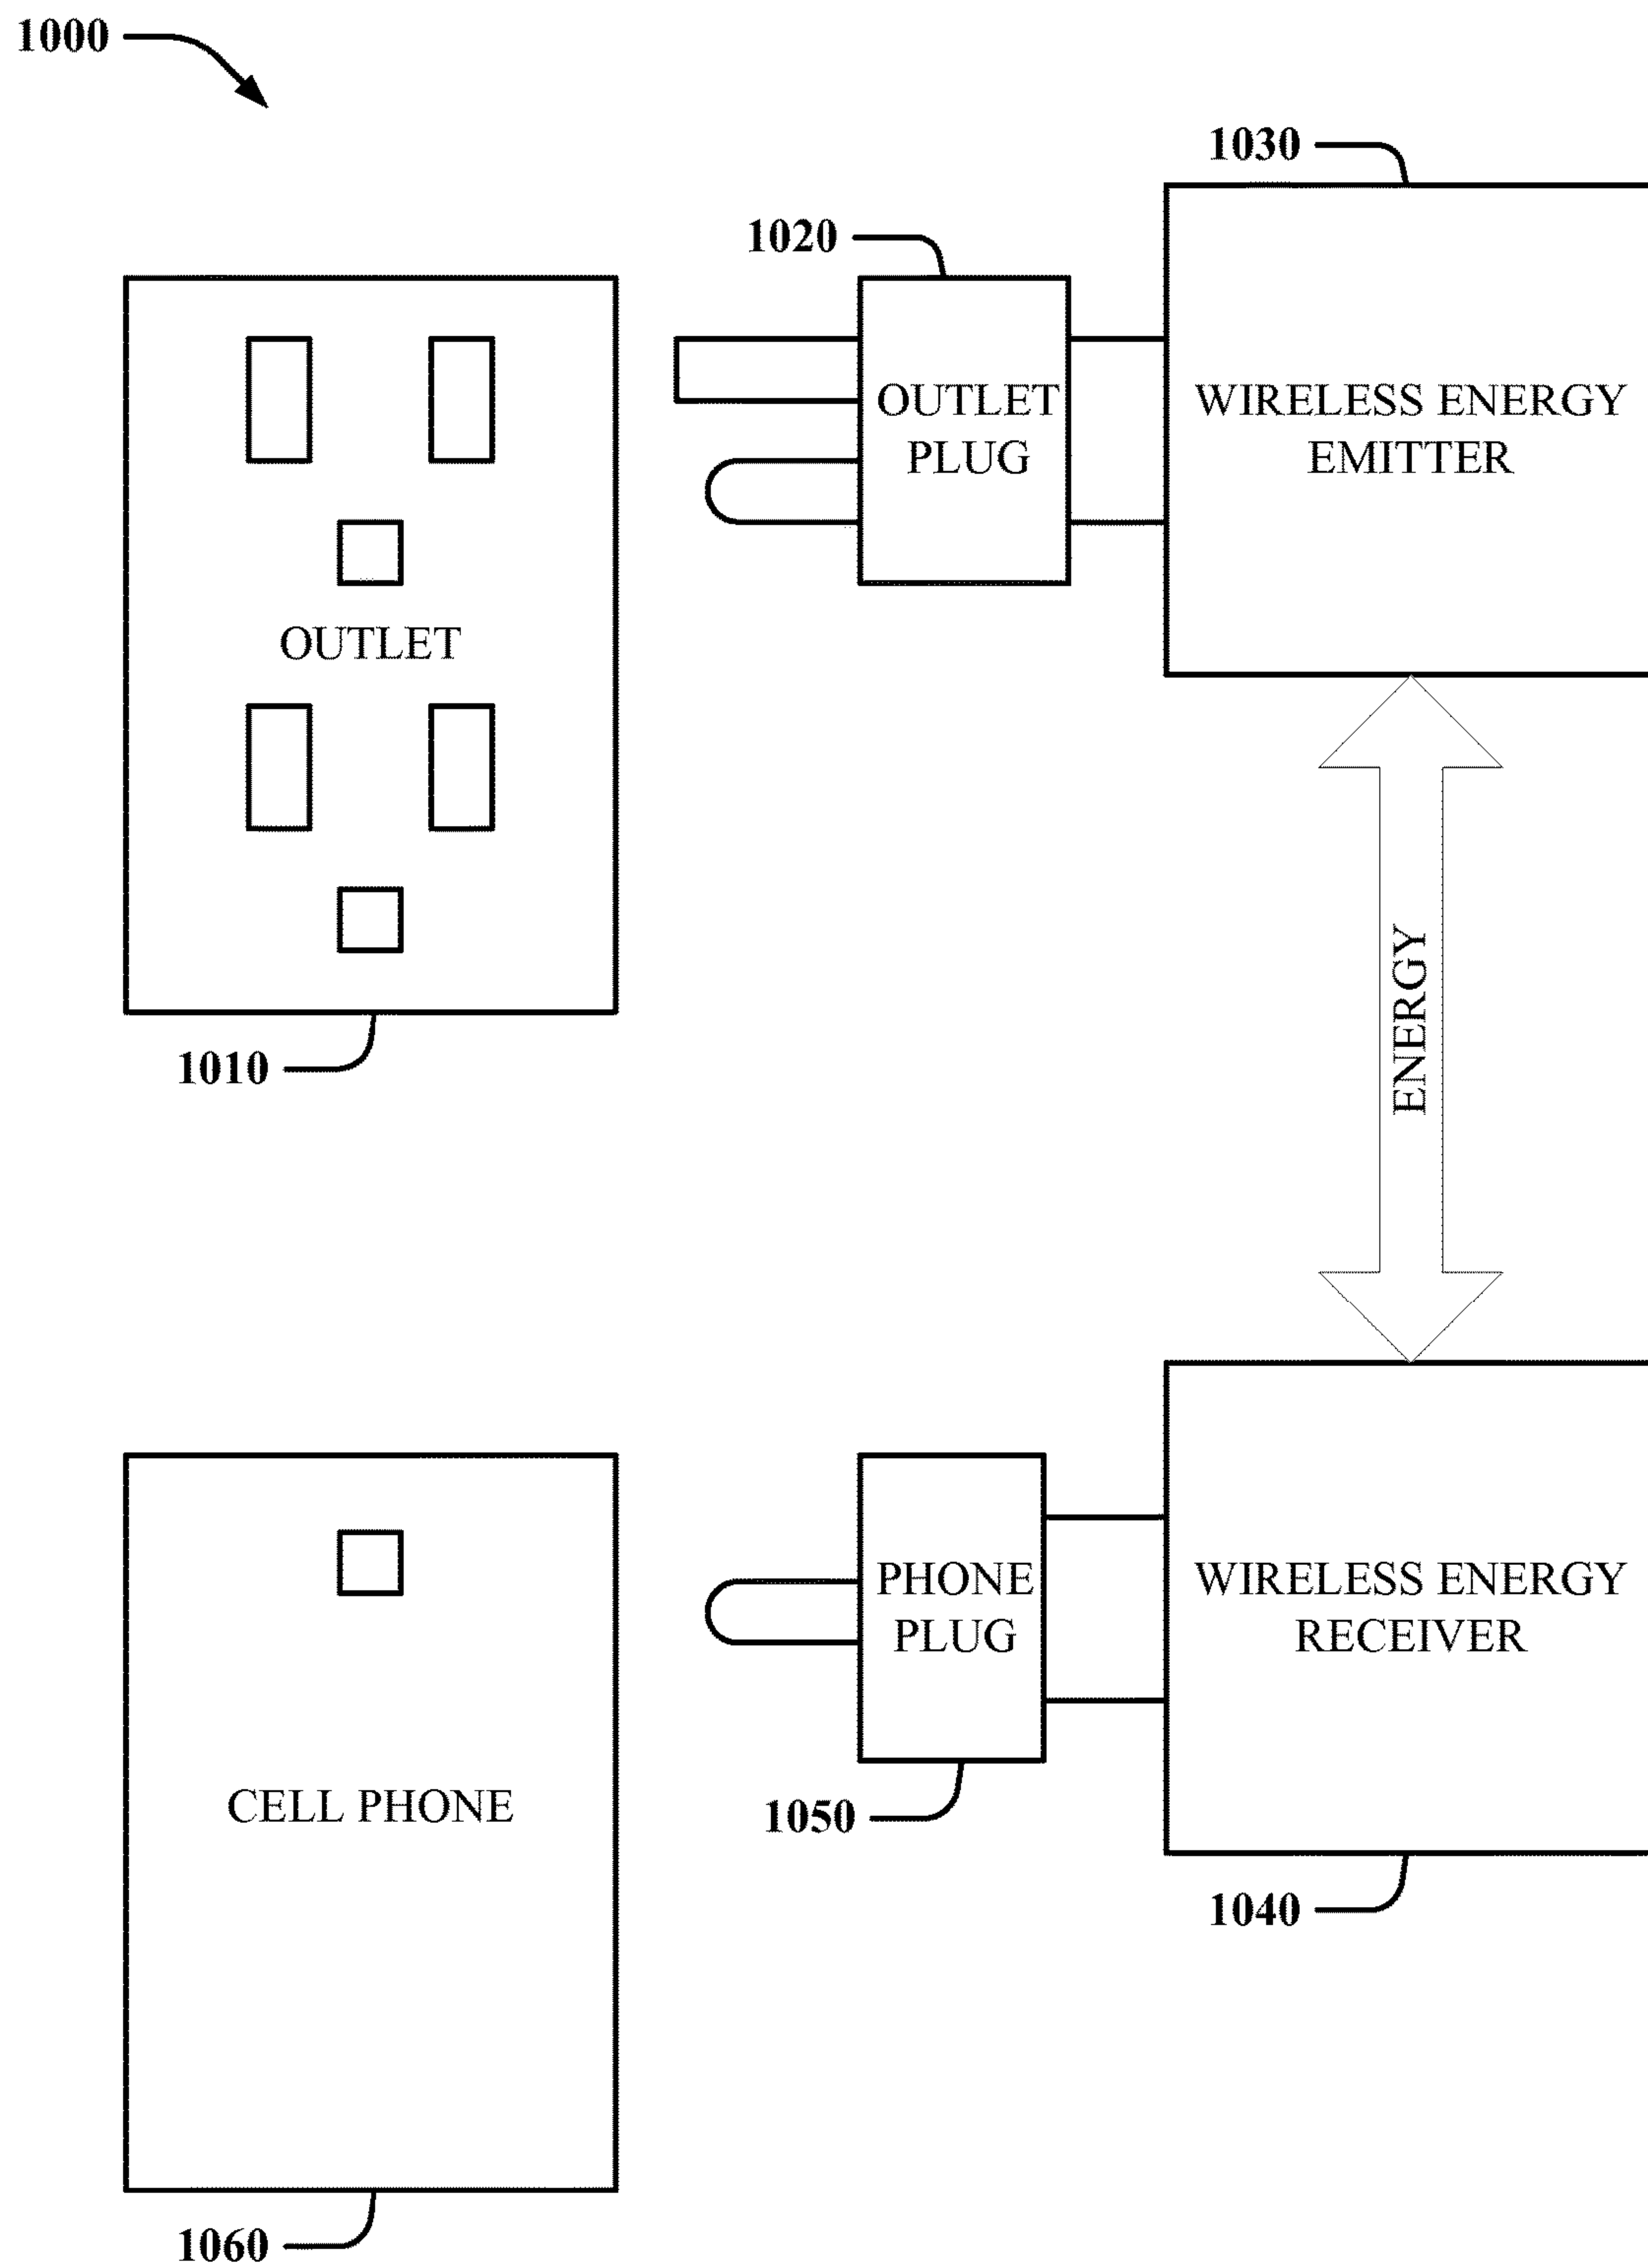 1000
1030
1020
OUTLET
PLUG
WIRELESS ENERGY
EMITTER
OUTLET
1010
ENERGY
PHONE
PLUG
WIRELESS ENERGY
RECEIVER
CELL PHONE
1050
1040
1060